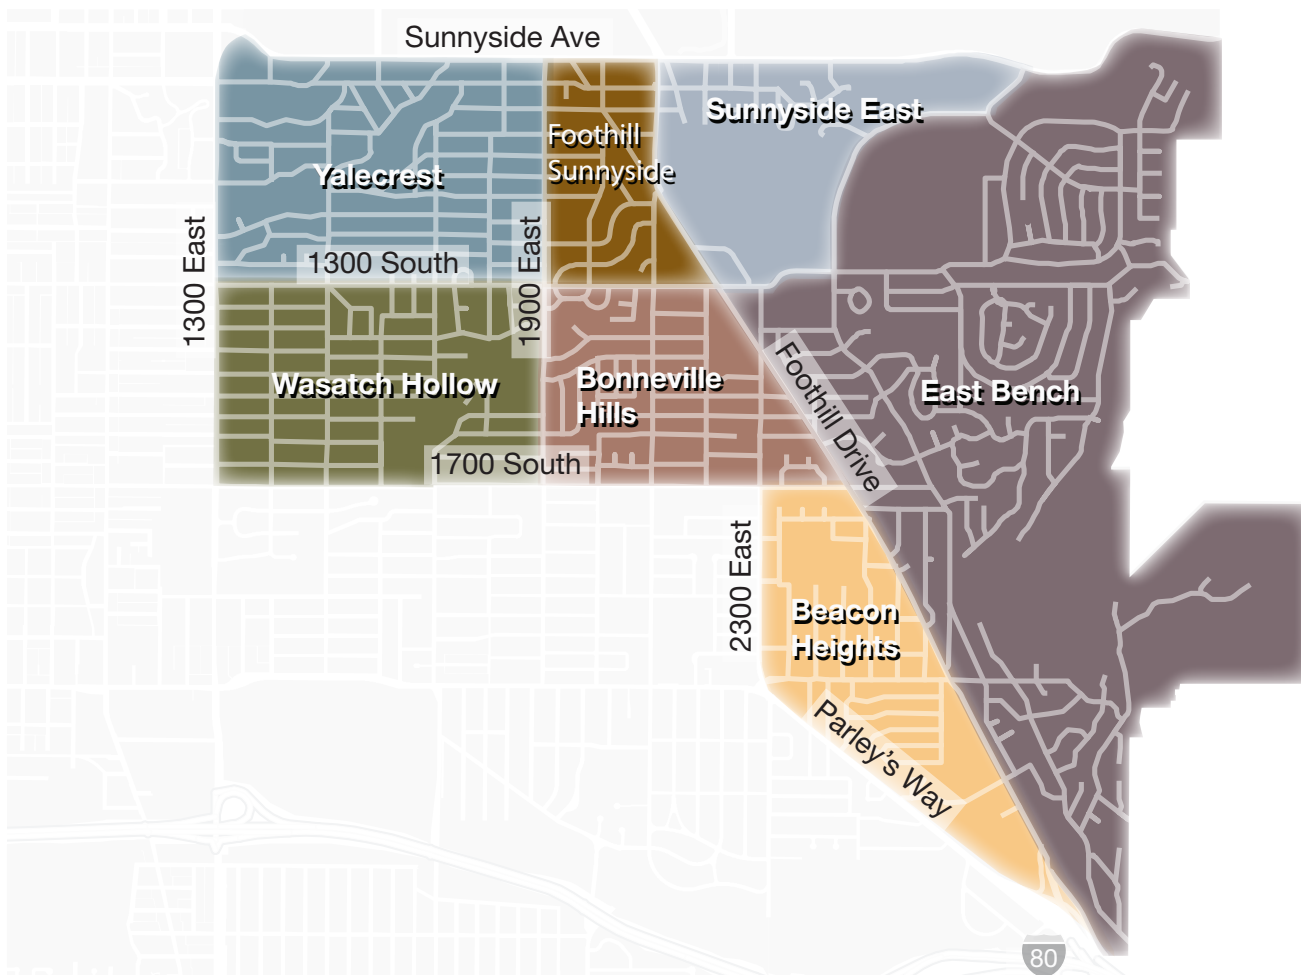 Sunnyside Ave
Sunnyside East
Foothill
Sunnyside
Yalecrest
1300 East
1300 South
1900 East
Wasatch Hollow
Bonneville
Hills
Foothill Drive
East Bench
1700 South
2300 East
Beacon
Heights
Parley's Way
80